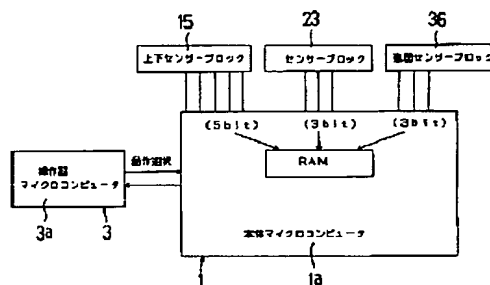 15 23 36
上下センサーブロック センサーブロック センサーブロック
(5bit) (3bit) (3bit)
RAM
動作選択
操作器
マイクロコンピュータ
3a 3
本体マイクロコンピュータ
1 1a